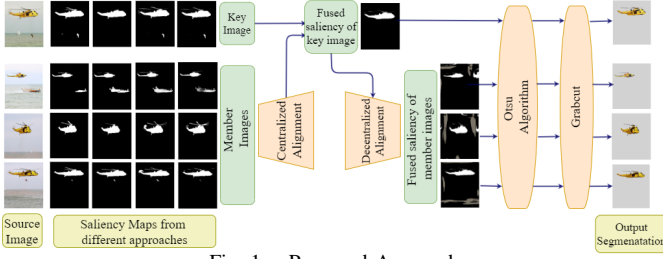 Key
Image
Fused
saliency of
key image
Member
Images
Centralized
Alignment
Decentralized
Alignment
Fused saliency of
member images
Otsu
Algorithm
Grabcut
Source
Image
Saliency Maps from
different approaches
Output
Segmenatation